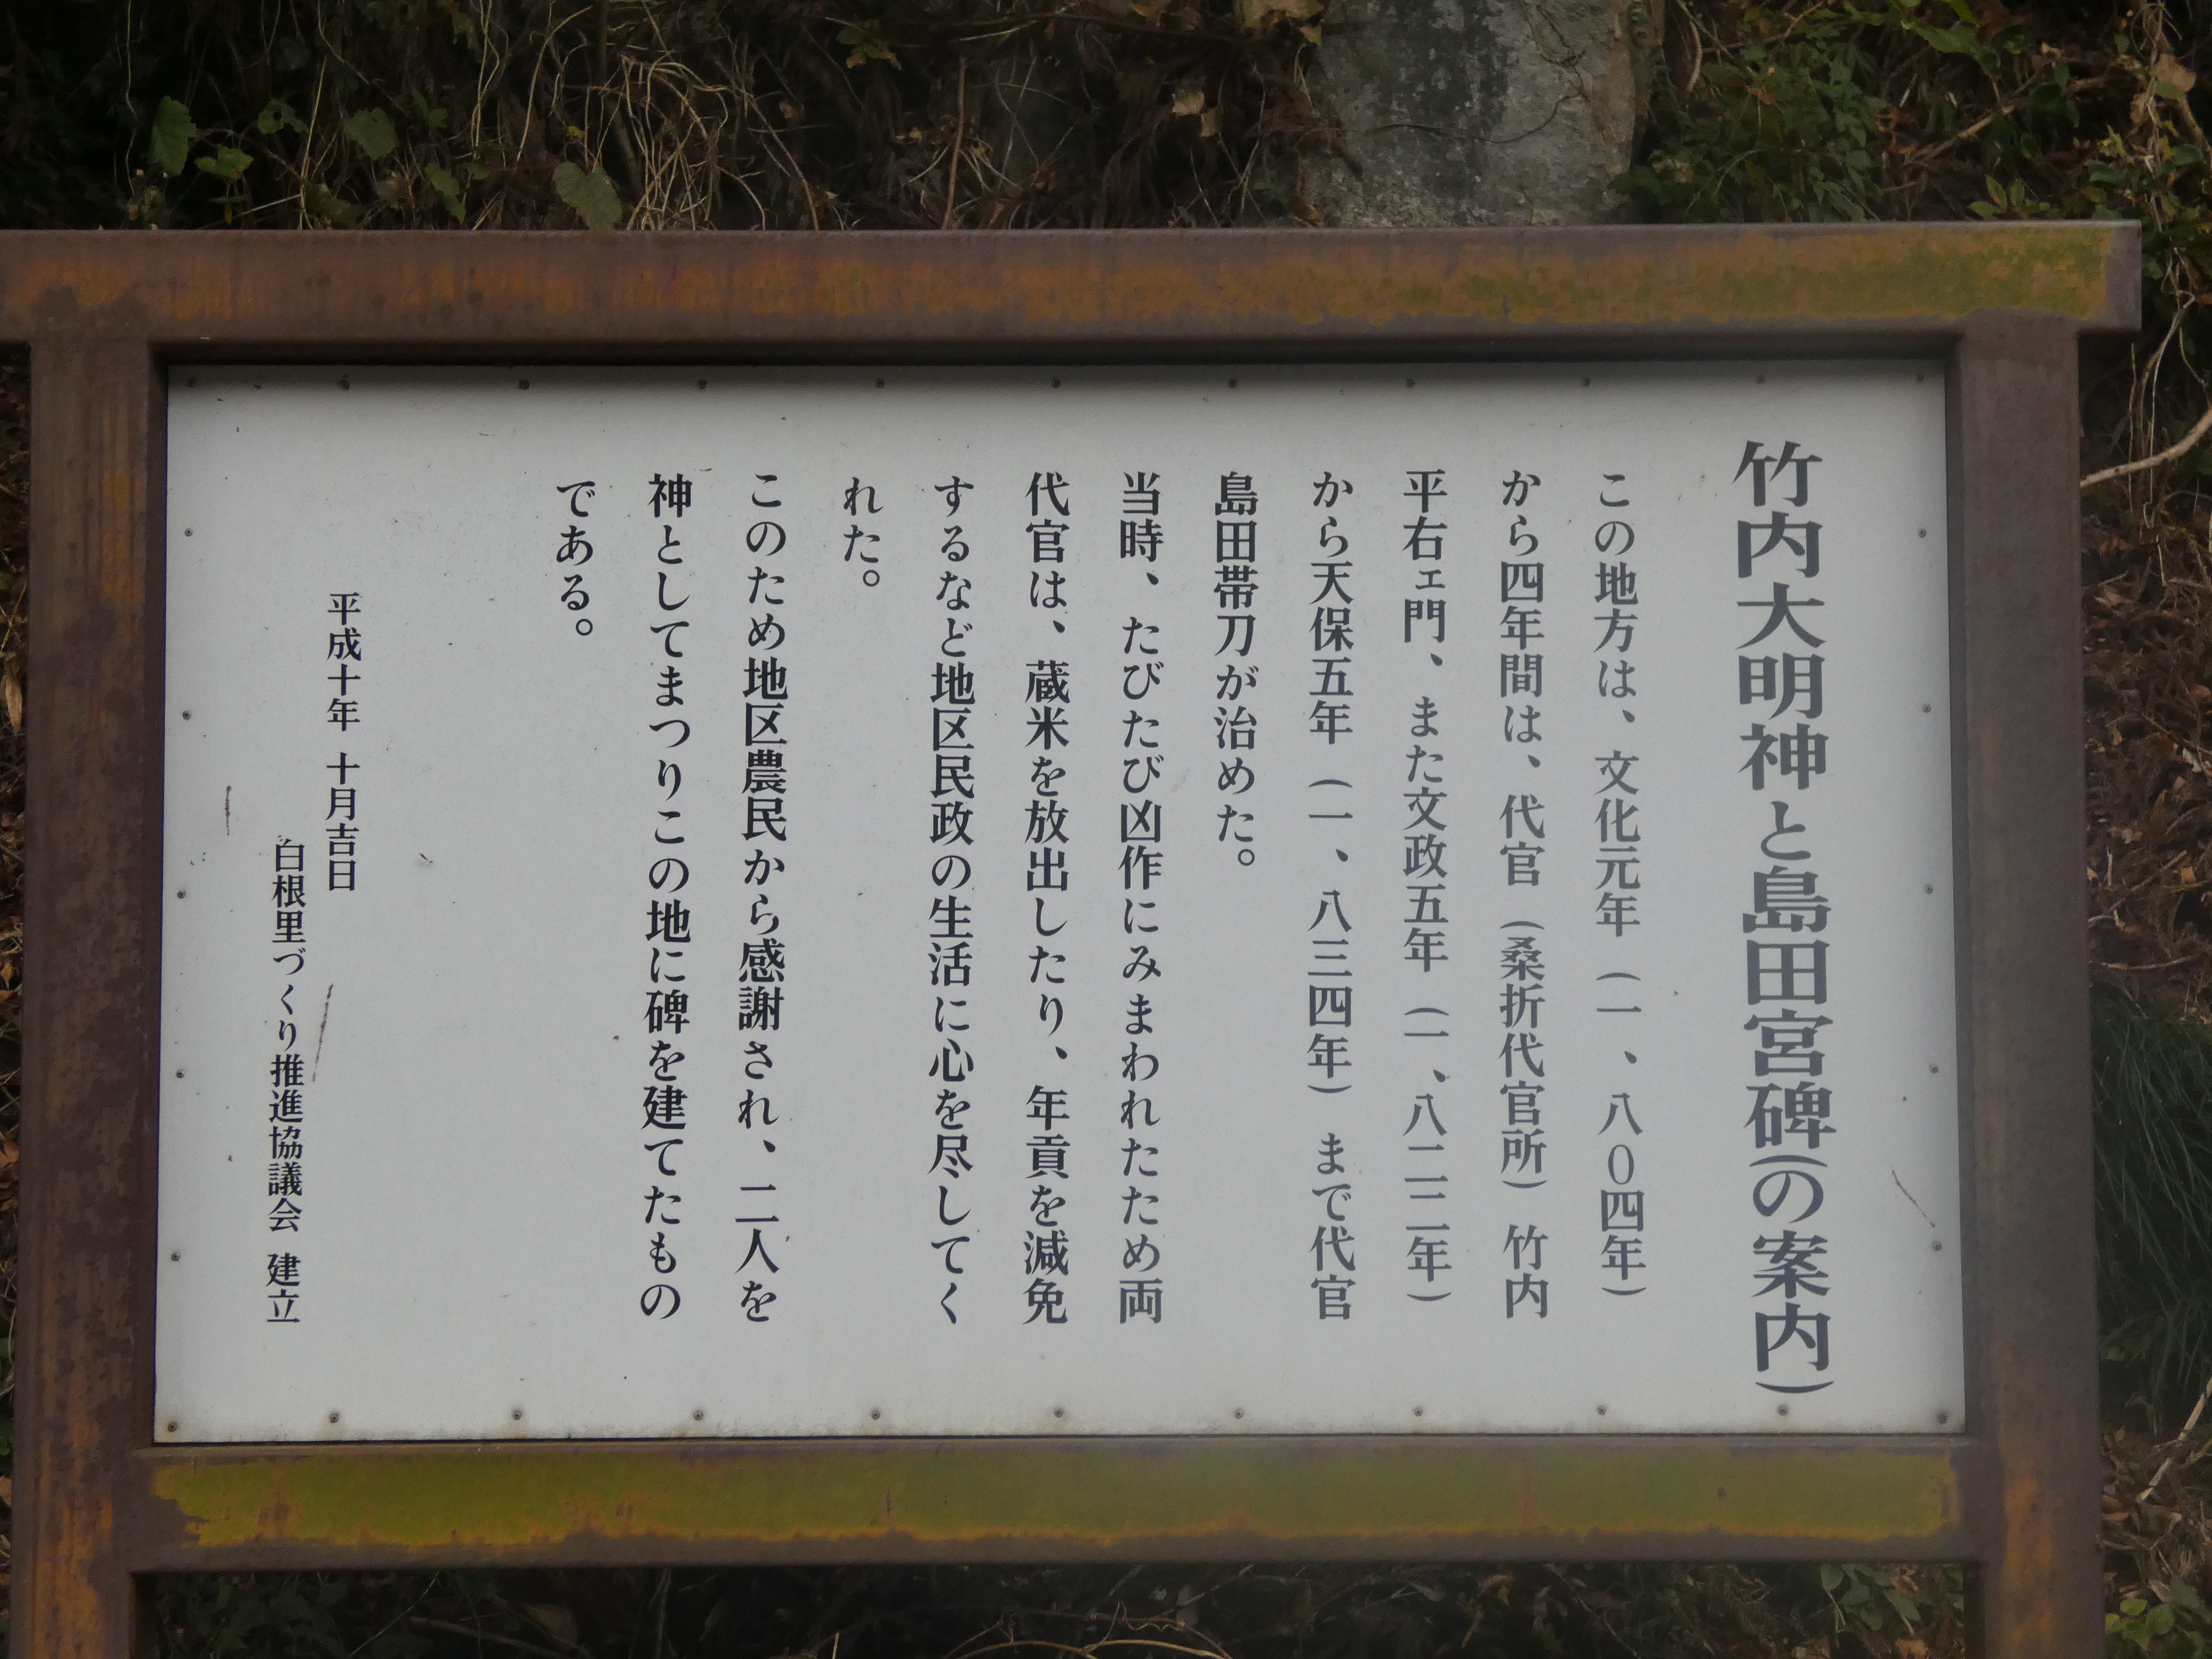 竹内大明神と島田宮碑(の案内)
この地方は、文化元年（一、八〇四年）
から四年間は、代官（桑折代官所）竹内
平右ェ門、また文政五年（一、八二二年）
から天保五年（一、八三四年）まで代官
島田帯刀が治めた。
当時、たびたび凶作にみまわれたため両
代官は、蔵米を放出したり、年貢を減免
するなど地区民政の生活に心を尽してく
れた。
このため地区農民から感謝され、二人を
神としてまつりこの地に碑を建てたもの
である。
平成十年 十月吉日
白根里づくり推進協議会 建立